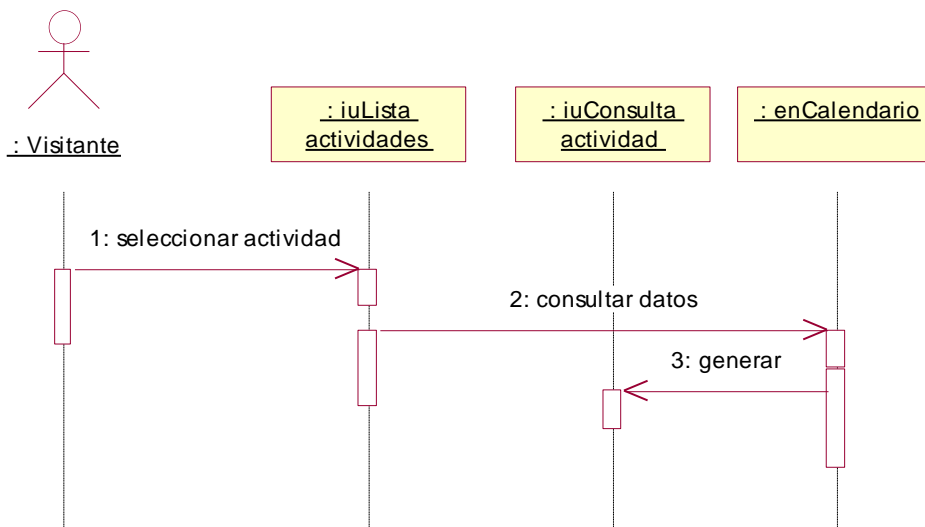 : Visitante
: iuLista
actividades
: iuConsulta
actividad
: enCalendario
1: seleccionar actividad
2: consultar datos
3: generar